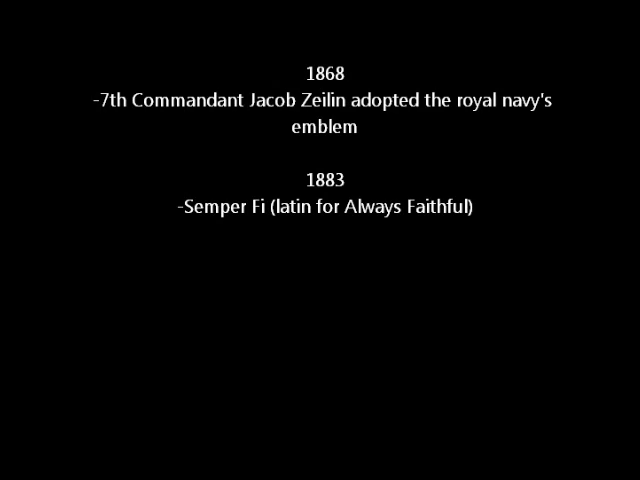 1868
-7th Commandant Jacob Zeilin adopted the royal navy's
emblem
1883
-Semper Fi (latin for Always Faithful)